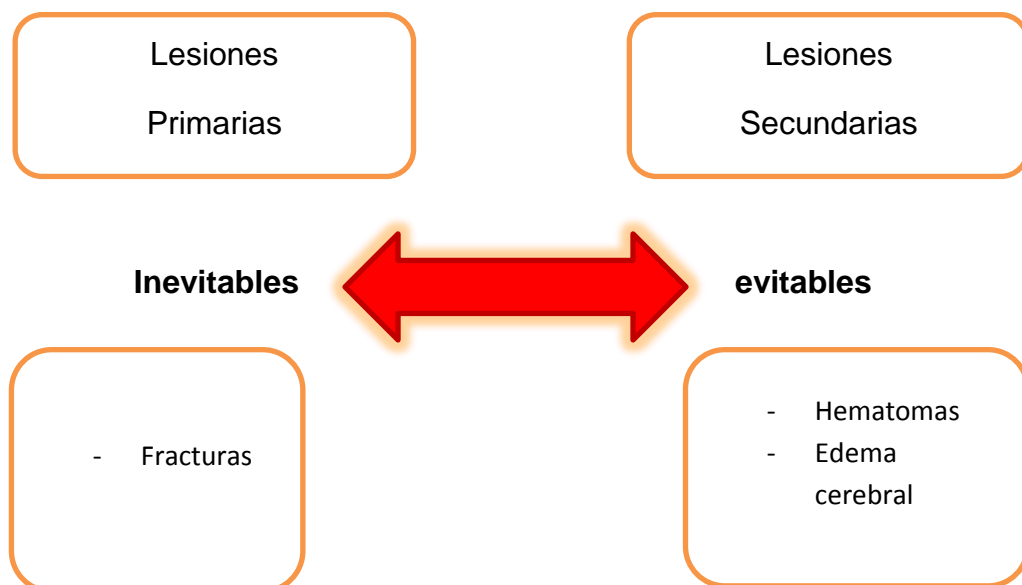 Lesiones
Primarias
Lesiones
Secundarias
Inevitables
evitables
- Fracturas
- Hematomas
- Edema
cerebral